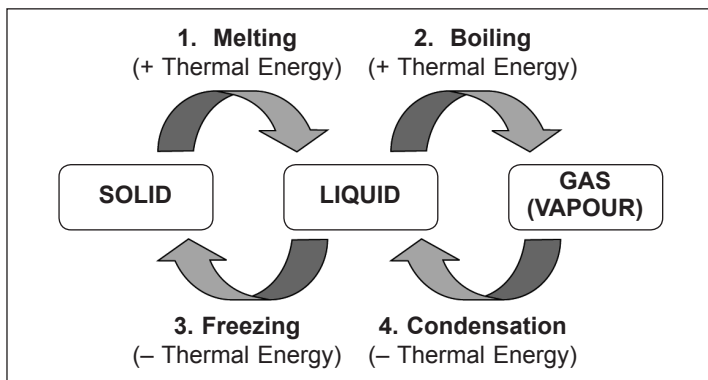 1. Melting
(+ Thermal Energy)
2. Boiling
(+ Thermal Energy)
SOLID
LIQUID
GAS
(VAPOUR)
3. Freezing
(– Thermal Energy)
4. Condensation
(– Thermal Energy)